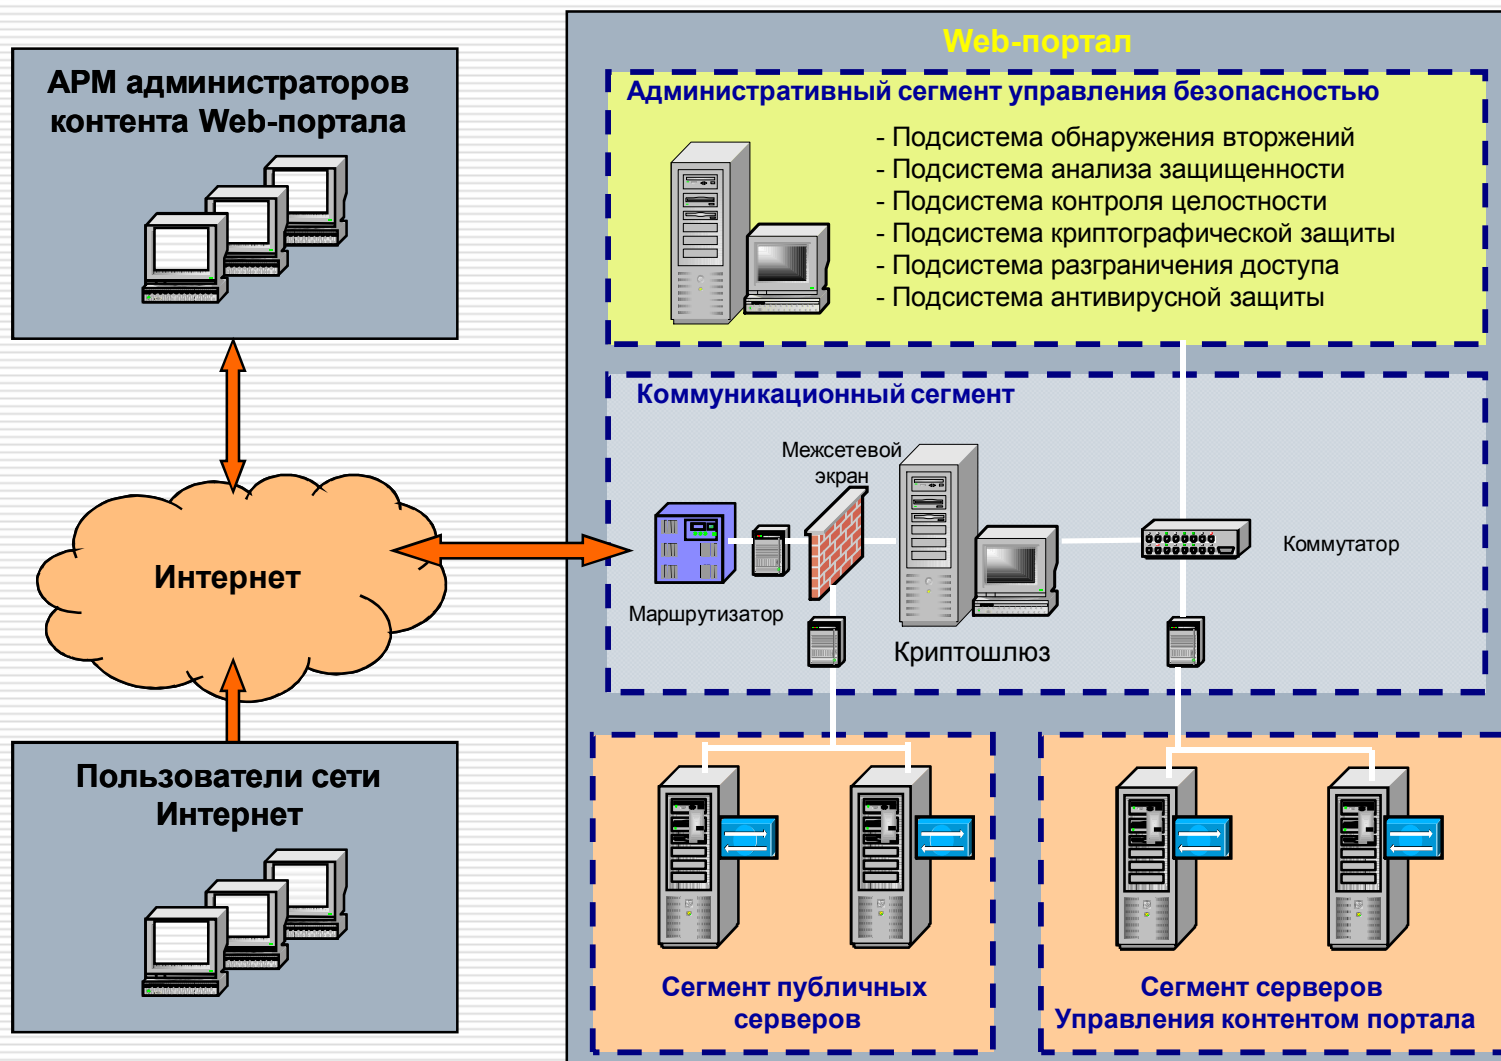 Web-портал
АРМ администраторов
контента Web-портала
Административный сегмент управления безопасностью
- Подсистема обнаружения вторжений
- Подсистема анализа защищенности
- Подсистема контроля целостности
- Подсистема криптографической защиты
- Подсистема разграничения доступа
- Подсистема антивирусной защиты
Коммуникационный сегмент
Межсетевой
экран
Коммутатор
Интернет
Маршрутизатор
Криптошлюз
Пользователи сети
Интернет
Сегмент публичных
серверов
Сегмент серверов
Управления контентом портала